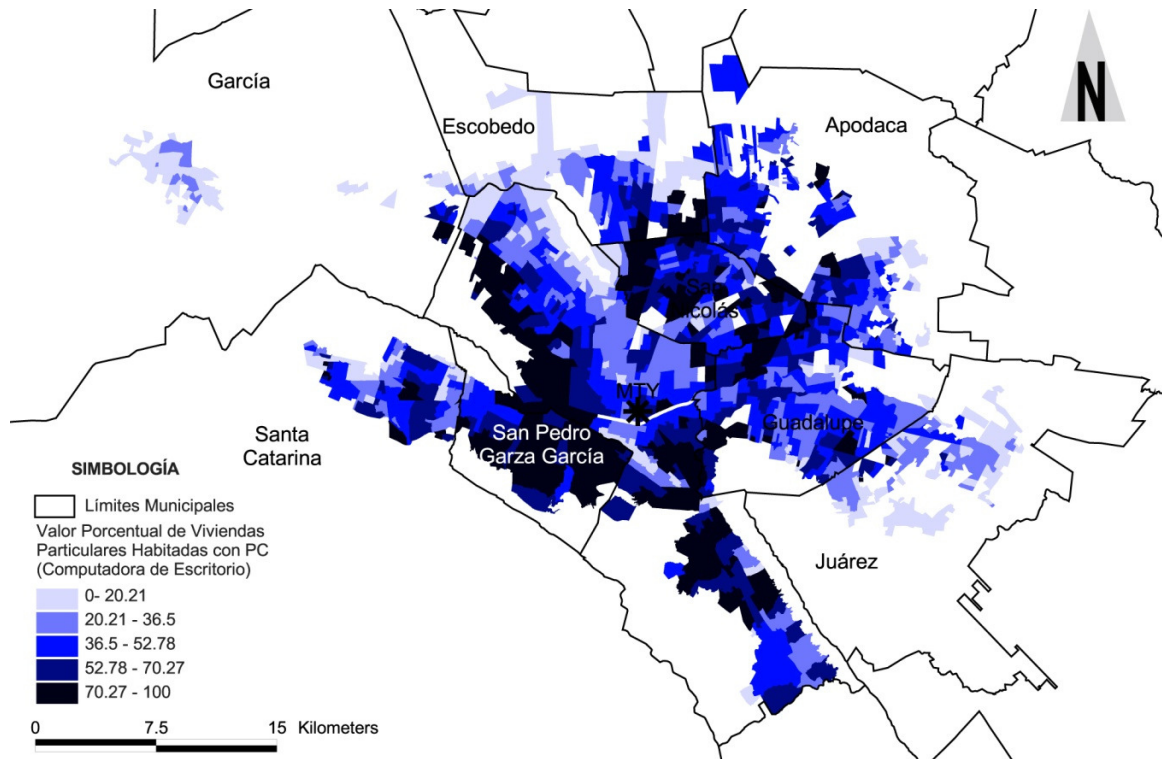 N
García
Escobedo
Apodaca
San
Nicolás
MTY
Guadalupe
San Pedro
Garza García
Santa
Catarina
Juárez
SIMBOLOGÍA
Límites Municipales
Valor Porcentual de Viviendas
Particulares Habitadas con PC
(Computadora de Escritorio)
0- 20.21
20.21 - 36.5
36.5 - 52.78
52.78 - 70.27
70.27 - 100
0 7.5 15 Kilometers